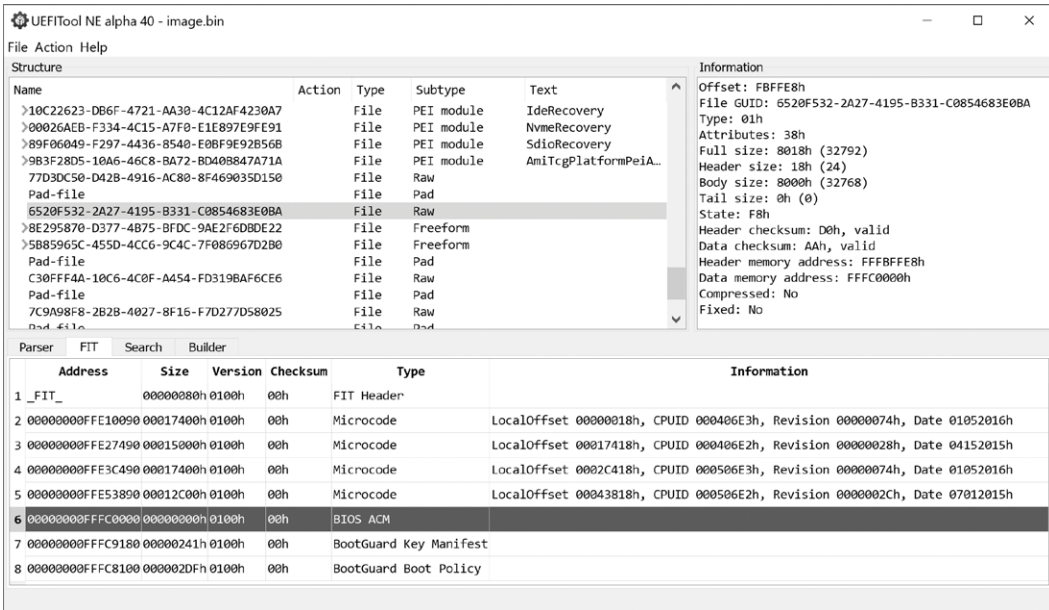 UEFITool NE alpha 40 - image.bin
File Action Help
Structure
Name Action Type Subtype Text
10C22623-DB6F-4721-AA30-4C12AF4230A7 File PEI module IdeRecovery
00026AEB-F334-4C15-A7F0-E1E897E9FE91 File PEI module NvmeRecovery
89F06049-F297-4436-8540-E0BF9E92B56B File PEI module SdioRecovery
9B3F28D5-10A6-46C8-BA72-BD40B847A71A File PEI module AmiTcgPlatformPeiA…
77D3DC50-D42B-4916-AC80-8F469035D150 File Raw
Pad-file File Pad
6520F532-2A27-4195-B331-C0854683E0BA File Raw
8E295870-D377-4B75-BFDC-9AE2F6DBDE22 File Freeform
5B85965C-455D-4CC6-9C4C-7F086967D2B0 File Freeform
Pad-file File Pad
C30FFF4A-10C6-4C0F-A454-FD319BAF6CE6 File Raw
Pad-file File Pad
7C9A98F8-2B2B-4027-8F16-F7D277D58025 File Raw
Pad-file File Pad
Information
Offset: FBFFE8h
File GUID: 6520F532-2A27-4195-B331-C0854683E0BA
Type: 01h
Attributes: 38h
Full size: 8018h (32792)
Header size: 18h (24)
Body size: 8000h (32768)
Tail size: 0h (0)
State: F8h
Header checksum: D0h, valid
Data checksum: AAh, valid
Header memory address: FFFBFFE8h
Data memory address: FFFC0000h
Compressed: No
Fixed: No
Parser FIT Search Builder
Address Size Version Checksum Type Information
1 _FIT_ 00000080h 0100h 00h FIT Header
2 00000000FFE10090 00017400h 0100h 00h Microcode LocalOffset 00000018h, CPUID 000406E3h, Revision 00000074h, Date 01052016h
3 00000000FFE27490 00015000h 0100h 00h Microcode LocalOffset 00017418h, CPUID 000406E2h, Revision 00000028h, Date 04152015h
4 00000000FFE3C490 00017400h 0100h 00h Microcode LocalOffset 0002C418h, CPUID 000506E3h, Revision 00000074h, Date 01052016h
5 00000000FFE53890 00012C00h 0100h 00h Microcode LocalOffset 00043818h, CPUID 000506E2h, Revision 0000002Ch, Date 07012015h
6 00000000FFFC0000 00000000h 0100h 00h BIOS ACM
7 00000000FFFC9180 00000241h 0100h 00h BootGuard Key Manifest
8 00000000FFFC8100 000002DFh 0100h 00h BootGuard Boot Policy